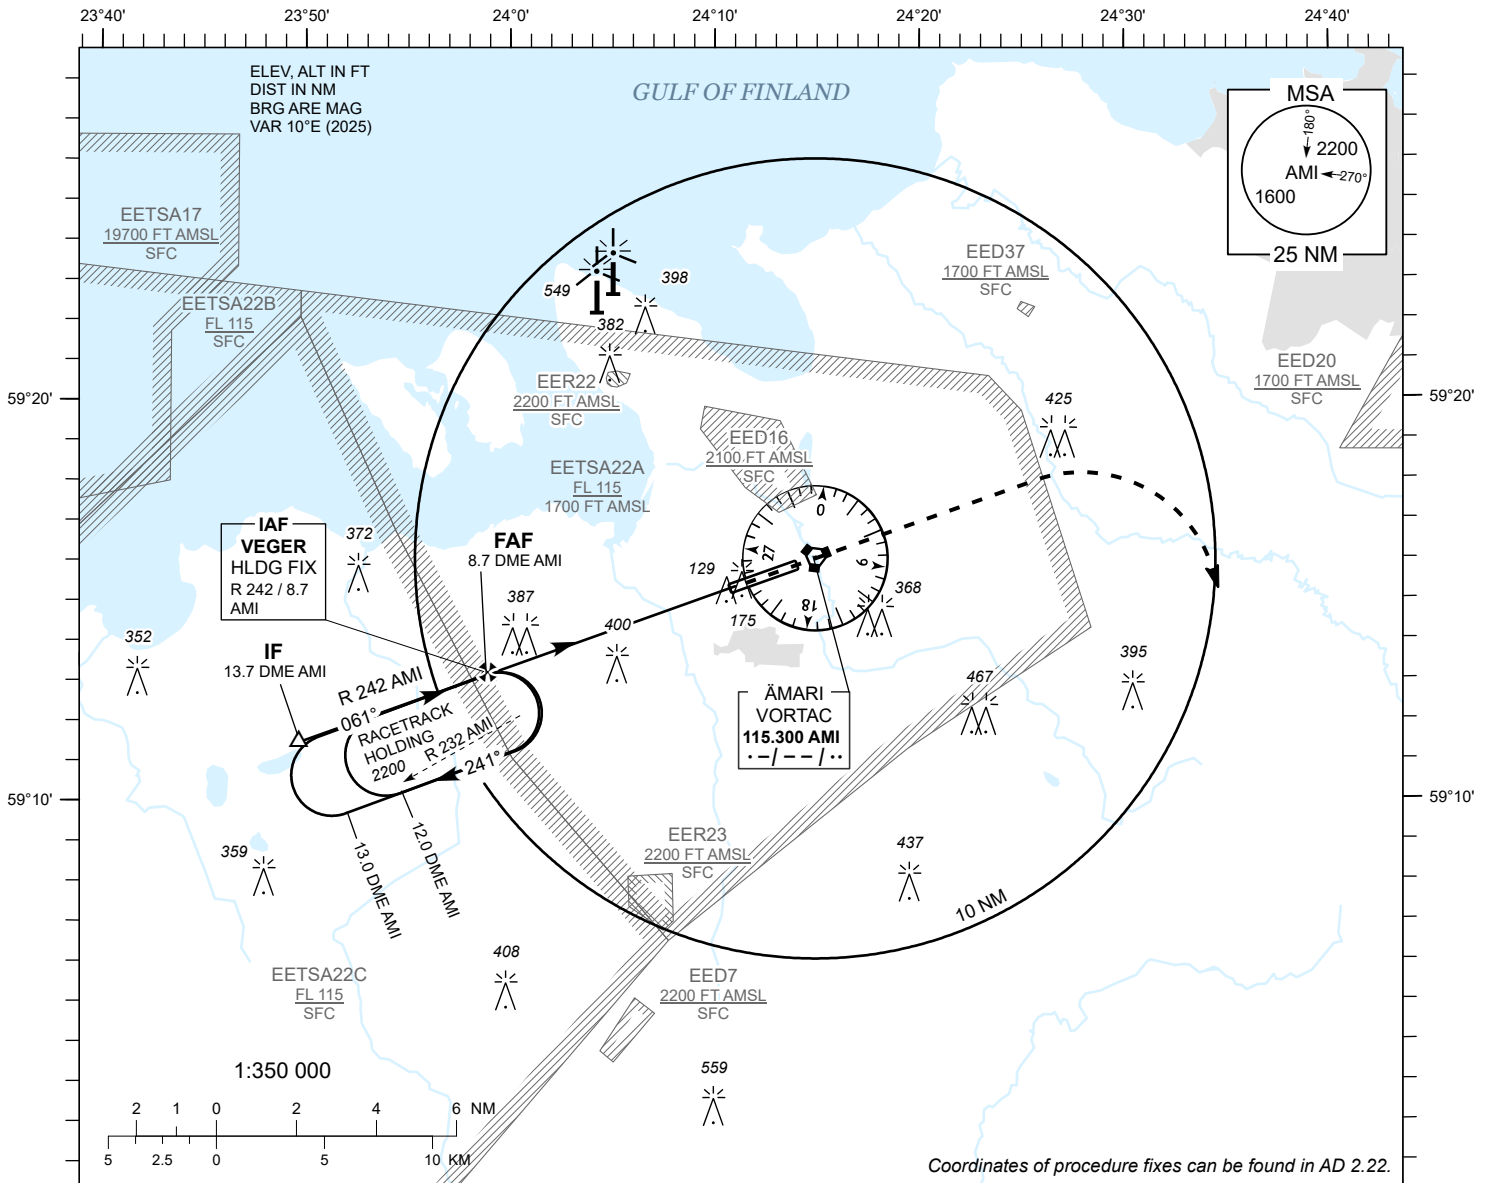 23°40'
23°50'
24°0'
24°10'
24°20'
24°30'
24°40'
ELEV, ALT IN FT
DIST IN NM
BRG ARE MAG
VAR 10°E (2025)
GULF OF FINLAND
MSA
180°
2200
AMI
270°
1600
25 NM
EETSA17
19700 FT AMSL
SFC
EED37
1700 FT AMSL
SFC
EETSA22B
FL 115
SFC
549
398
382
EER22
2200 FT AMSL
SFC
EED20
1700 FT AMSL
SFC
59°20'
59°20'
425
EED16
2100 FT AMSL
SFC
EETSA22A
FL 115
1700 FT AMSL
0
9
18
27
IAF
VEGER
HLDG FIX
R 242 / 8.7
AMI
372
FAF
8.7 DME AMI
129
175
368
387
400
352
IF
13.7 DME AMI
395
467
R 242 AMI
061°
RACETRACK
HOLDING
2200
R 232 AMI
241°
ÄMARI
VORTAC
115.300 AMI
59°10'
59°10'
12.0 DME AMI
13.0 DME AMI
359
EER23
2200 FT AMSL
SFC
437
10 NM
408
EETSA22C
FL 115
SFC
EED7
2200 FT AMSL
SFC
559
1:350 000
2 1 0 2 4 6 NM
5 2.5 0 5 10 KM
Coordinates of procedure fixes can be found in AD 2.22.